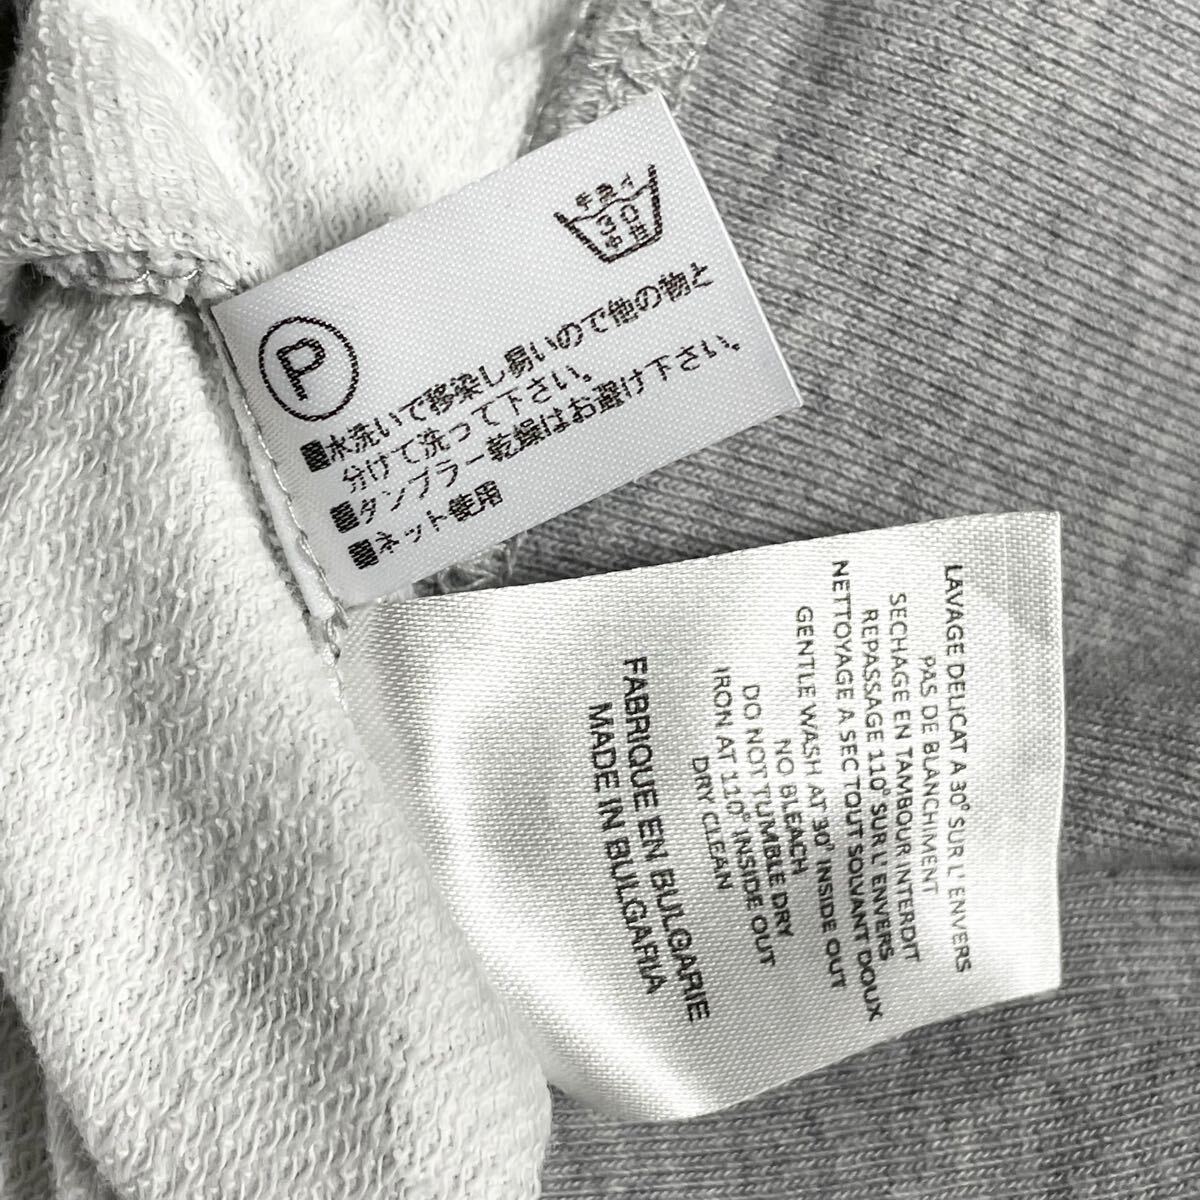 手洗イ
30
中性
P
■水洗いで移染し易いので他の物と
分けて洗って下さい。
■タンブラー乾燥はお避け下さい。
■ネット使用
LAVAGE DELICAT A 30° SUR L' ENVERS
PAS DE BLANCHIMENT
SECHAGE EN TAMBOUR INTERDIT
REPASSAGE 110° SUR L' ENVERS
NETTOYAGE A SEC TOUT SOLVANT DOUX
GENTLE WASH AT 30° INSIDE OUT
NO BLEACH
DO NOT TUMBLE DRY
IRON AT 110° INSIDE OUT
DRY CLEAN
FABRIQUE EN BULGARIE
MADE IN BULGARIA